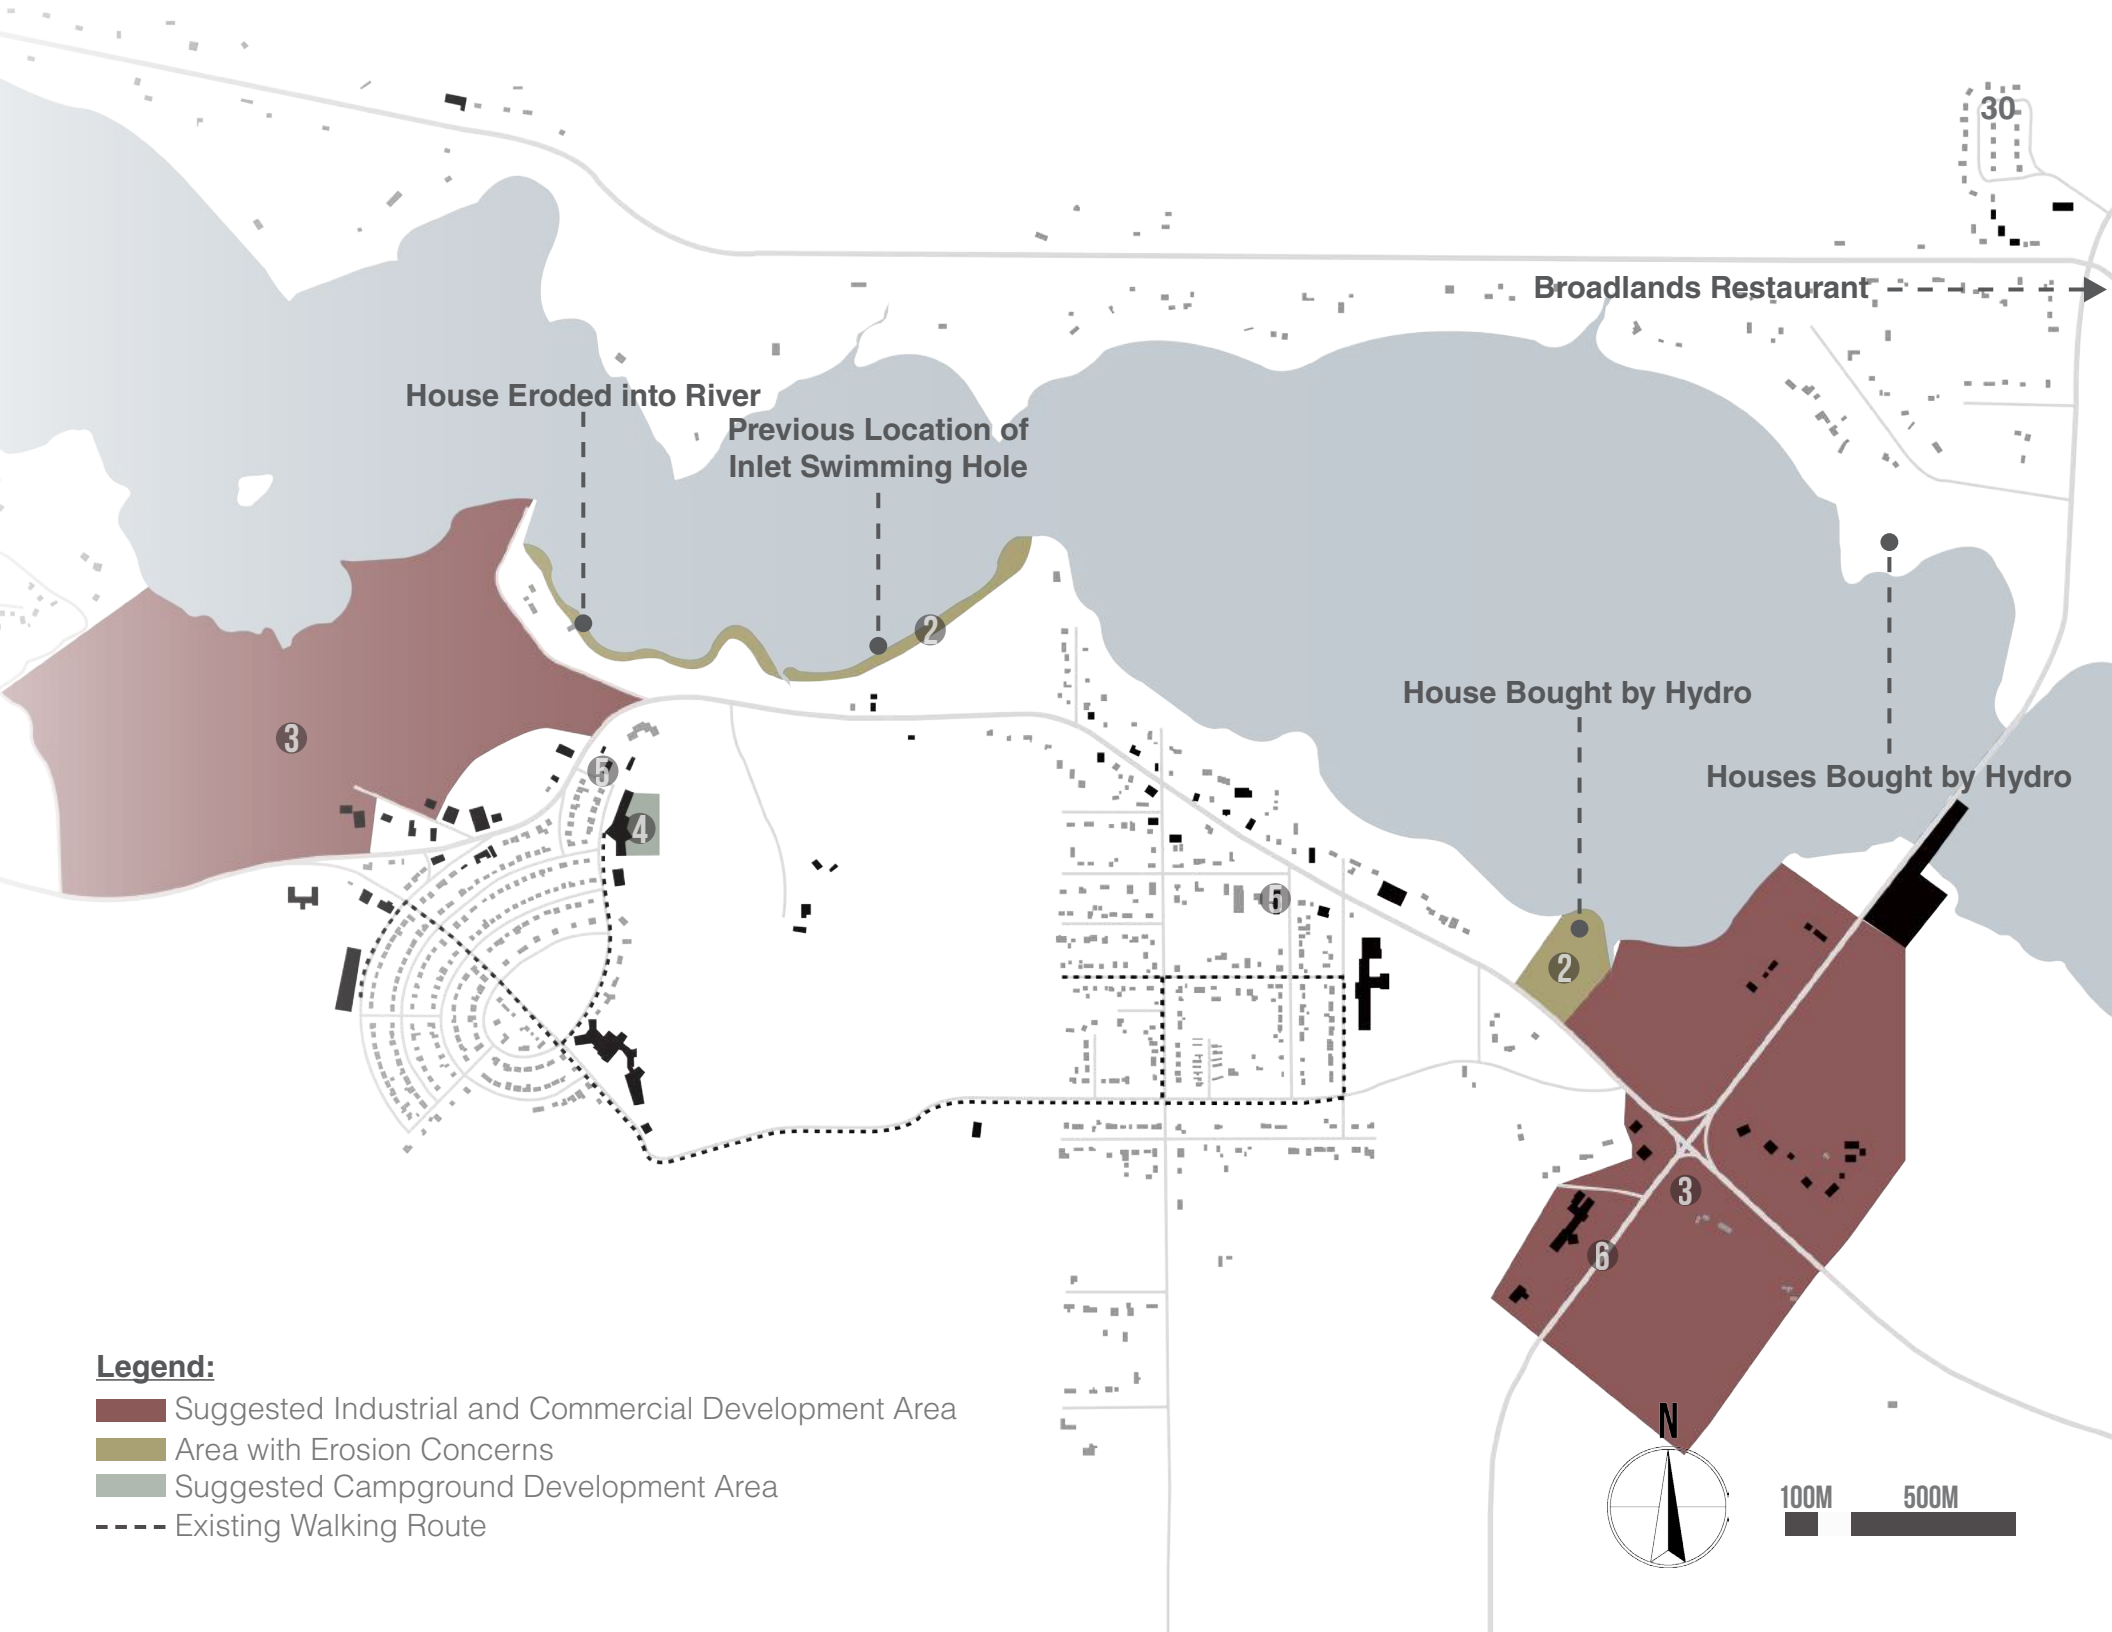 30
Broadlands Restaurant
House Eroded into River
Previous Location of
Inlet Swimming Hole
2
House Bought by Hydro
3
Houses Bought by Hydro
5
4
5
2
3
6
Legend:
Suggested Industrial and Commercial Development Area
Area with Erosion Concerns
Suggested Campground Development Area
Existing Walking Route
N
100M 500M